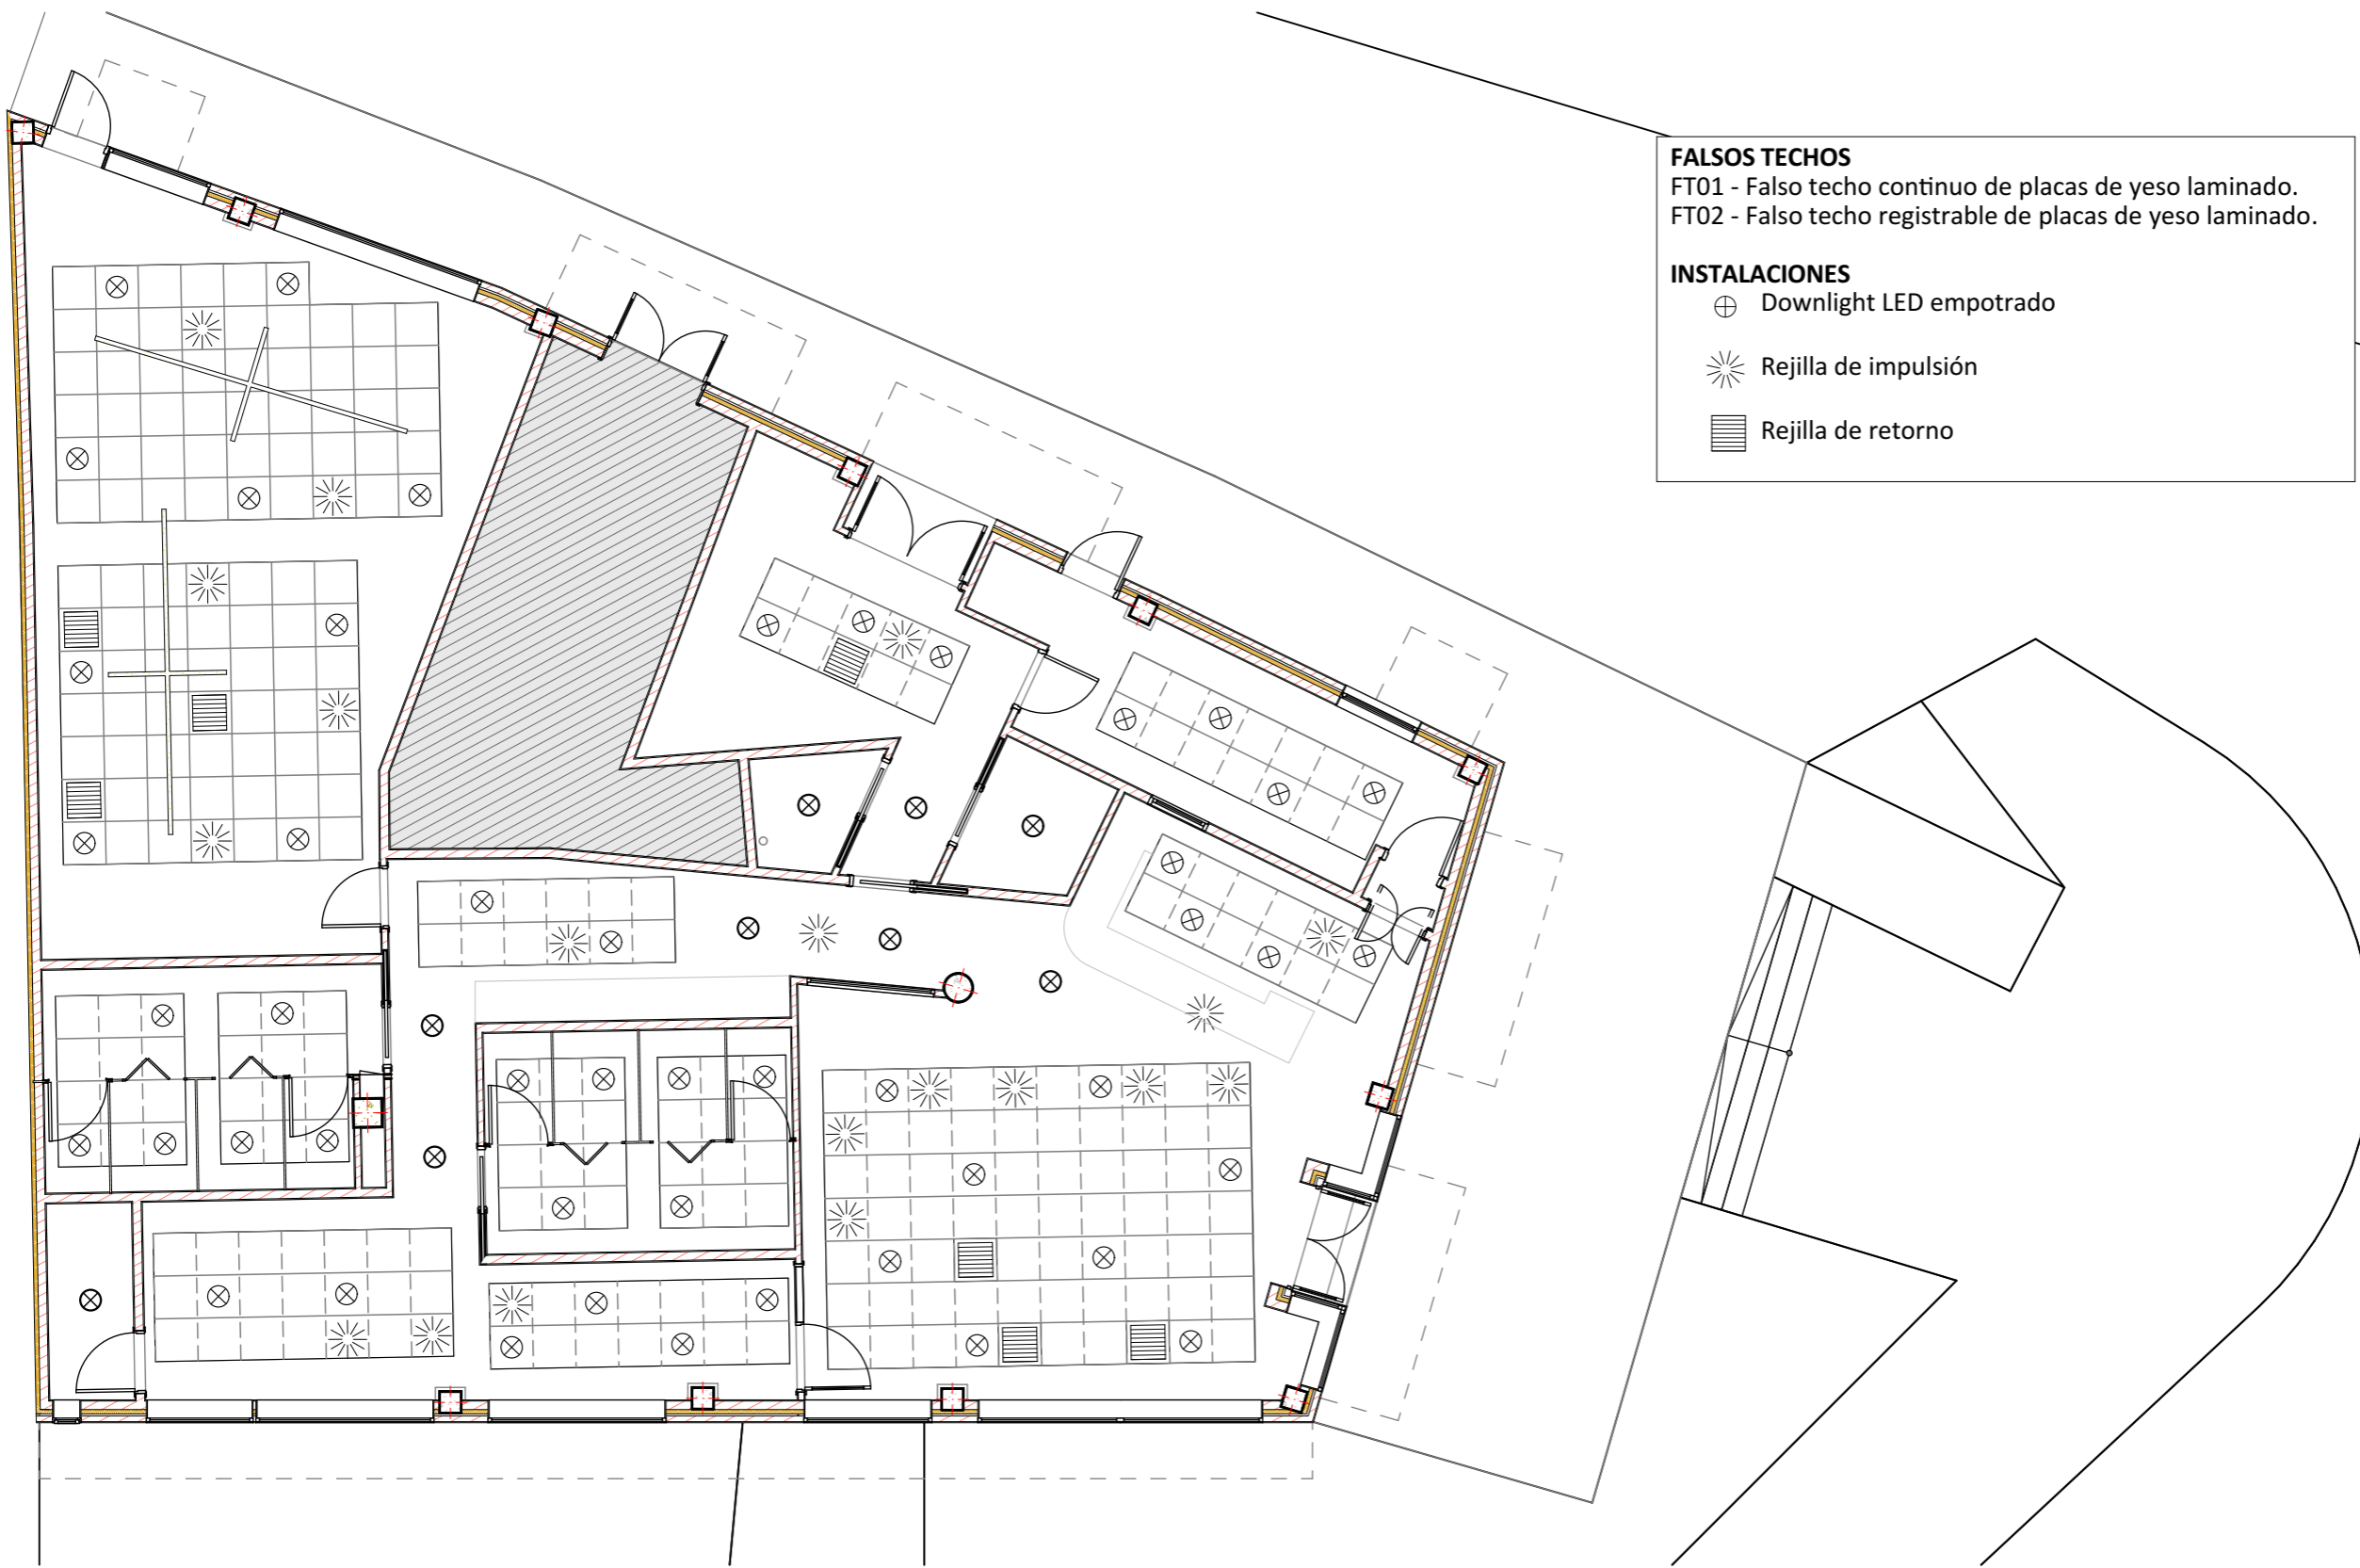 FALSOS TECHOS
FT01 - Falso techo continuo de placas de yeso laminado.
FT02 - Falso techo registrable de placas de yeso laminado.
INSTALACIONES
Downlight LED empotrado
Rejilla de impulsión
Rejilla de retorno